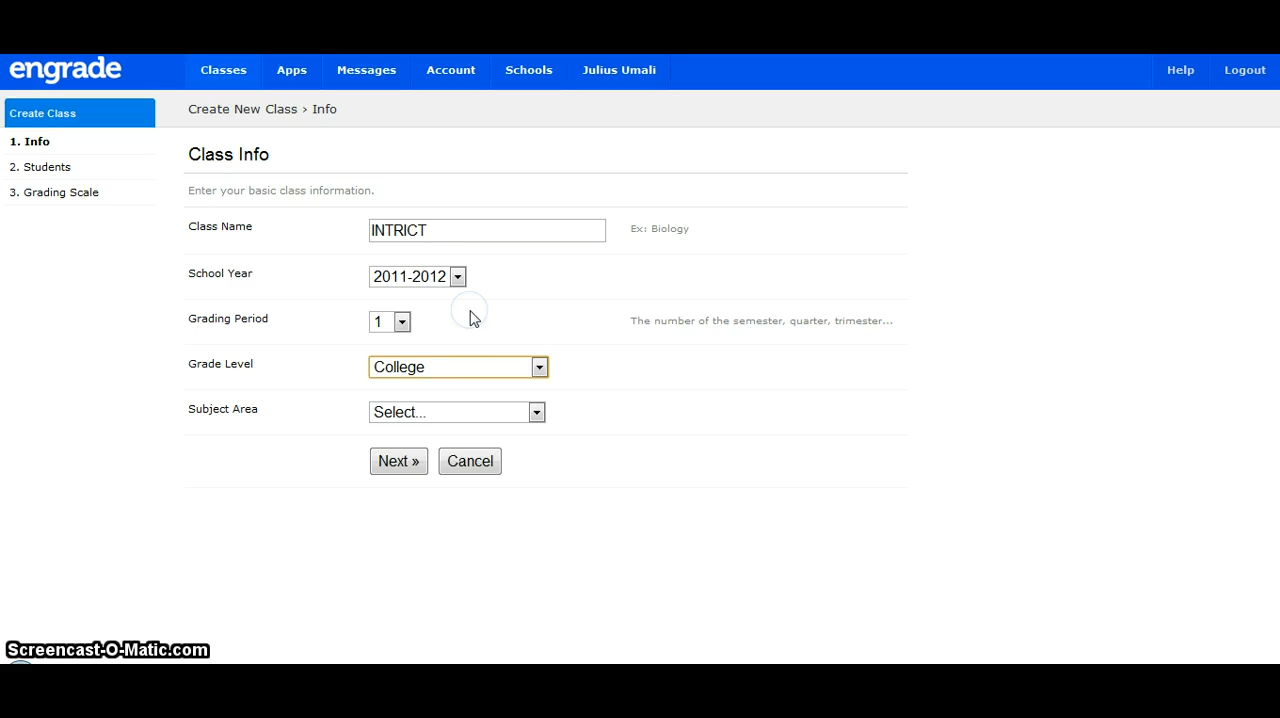 engrade Classes Apps Messages Account Schools Julius Umali Help Logout
Create Class
1. Info
2. Students
3. Grading Scale
Create New Class › Info
Class Info
Enter your basic class information.
Class Name INTRICT Ex: Biology
School Year 2011-2012
Grading Period 1 The number of the semester, quarter, trimester...
Grade Level College
Subject Area Select...
Next » Cancel
Screencast-O-Matic.com